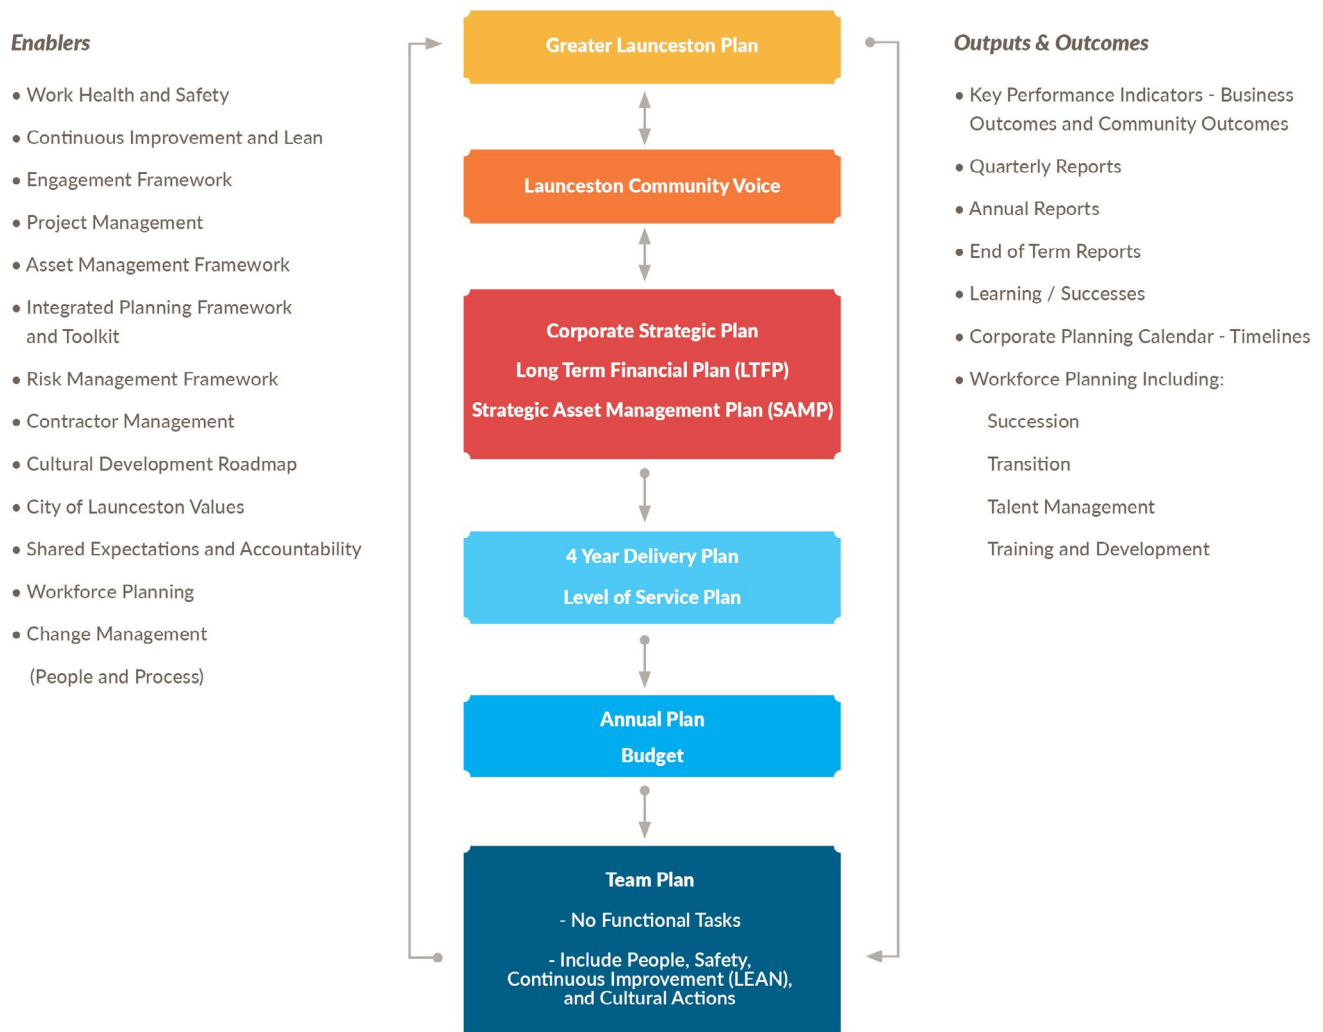 Enablers
• Work Health and Safety
• Continuous Improvement and Lean
• Engagement Framework
• Project Management
• Asset Management Framework
• Integrated Planning Framework
and Toolkit
• Risk Management Framework
• Contractor Management
• Cultural Development Roadmap
• City of Launceston Values
• Shared Expectations and Accountability
• Workforce Planning
• Change Management
(People and Process)
Greater Launceston Plan
Launceston Community Voice
Corporate Strategic Plan
Long Term Financial Plan (LTFP)
Strategic Asset Management Plan (SAMP)
4 Year Delivery Plan
Level of Service Plan
Annual Plan
Budget
Team Plan
- No Functional Tasks
- Include People, Safety,
Continuous Improvement (LEAN),
and Cultural Actions
Outputs & Outcomes
• Key Performance Indicators - Business
Outcomes and Community Outcomes
• Quarterly Reports
• Annual Reports
• End of Term Reports
• Learning / Successes
• Corporate Planning Calendar - Timelines
• Workforce Planning Including:
Succession
Transition
Talent Management
Training and Development